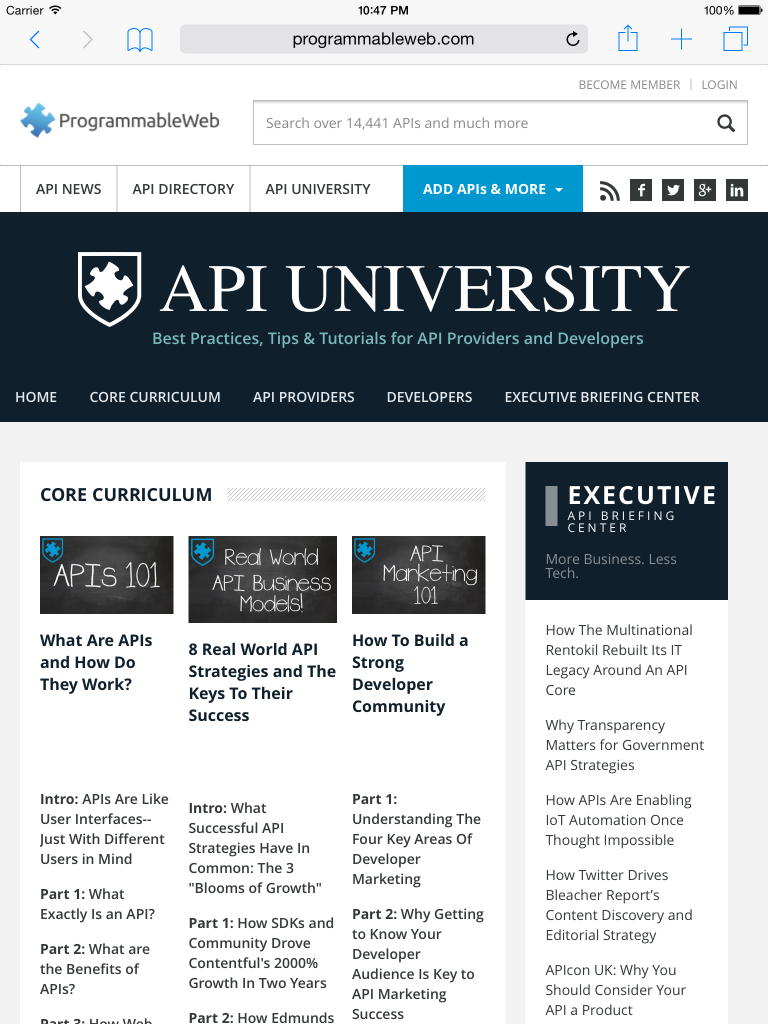 Carrier 10:47 PM 100%
programmableweb.com
BECOME MEMBER | LOGIN
ProgrammableWeb
Search over 14,441 APIs and much more
API NEWS API DIRECTORY API UNIVERSITY ADD APIs & MORE f g+ in
API UNIVERSITY
Best Practices, Tips & Tutorials for API Providers and Developers
HOME CORE CURRICULUM API PROVIDERS DEVELOPERS EXECUTIVE BRIEFING CENTER
CORE CURRICULUM
APIs 101
What Are APIs
and How Do
They Work?
Intro: APIs Are Like
User Interfaces--
Just With Different
Users in Mind
Part 1: What
Exactly Is an API?
Part 2: What are
the Benefits of
APIs?
Part 3: How Web
Real World
API Business
Models!
8 Real World API
Strategies and The
Keys To Their
Success
Intro: What
Successful API
Strategies Have In
Common: The 3
"Blooms of Growth"
Part 1: How SDKs and
Community Drove
Contentful's 2000%
Growth In Two Years
Part 2: How Edmunds
API
Marketing
101
How To Build a
Strong
Developer
Community
Part 1:
Understanding The
Four Key Areas Of
Developer
Marketing
Part 2: Why Getting
to Know Your
Developer
Audience Is Key to
API Marketing
Success
EXECUTIVE
API BRIEFING
CENTER
More Business. Less
Tech.
How The Multinational
Rentokil Rebuilt Its IT
Legacy Around An API
Core
Why Transparency
Matters for Government
API Strategies
How APIs Are Enabling
IoT Automation Once
Thought Impossible
How Twitter Drives
Bleacher Report's
Content Discovery and
Editorial Strategy
APIcon UK: Why You
Should Consider Your
API a Product